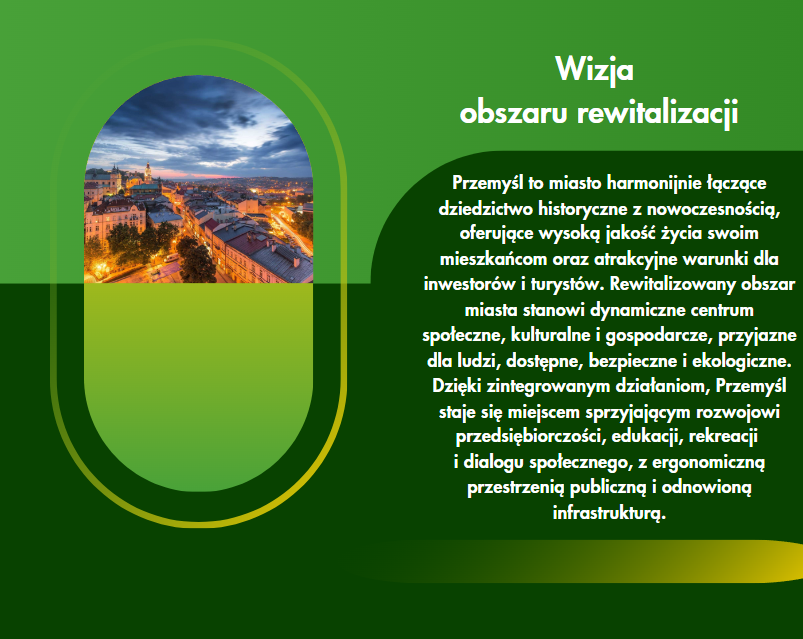 Wizja
obszaru rewitalizacji
Przemyśl to miasto harmonijnie łączące
dziedzictwo historyczne z nowoczesnością,
oferujące wysoką jakość życia swoim
mieszkańcom oraz atrakcyjne warunki dla
inwestorów i turystów. Rewitalizowany obszar
miasta stanowi dynamiczne centrum
społeczne, kulturalne i gospodarcze, przyjazne
dla ludzi, dostępne, bezpieczne i ekologiczne.
Dzięki zintegrowanym działaniom, Przemyśl
staje się miejscem sprzyjającym rozwojowi
przedsiębiorczości, edukacji, rekreacji
i dialogu społecznego, z ergonomiczną
przestrzenią publiczną i odnowioną
infrastrukturą.